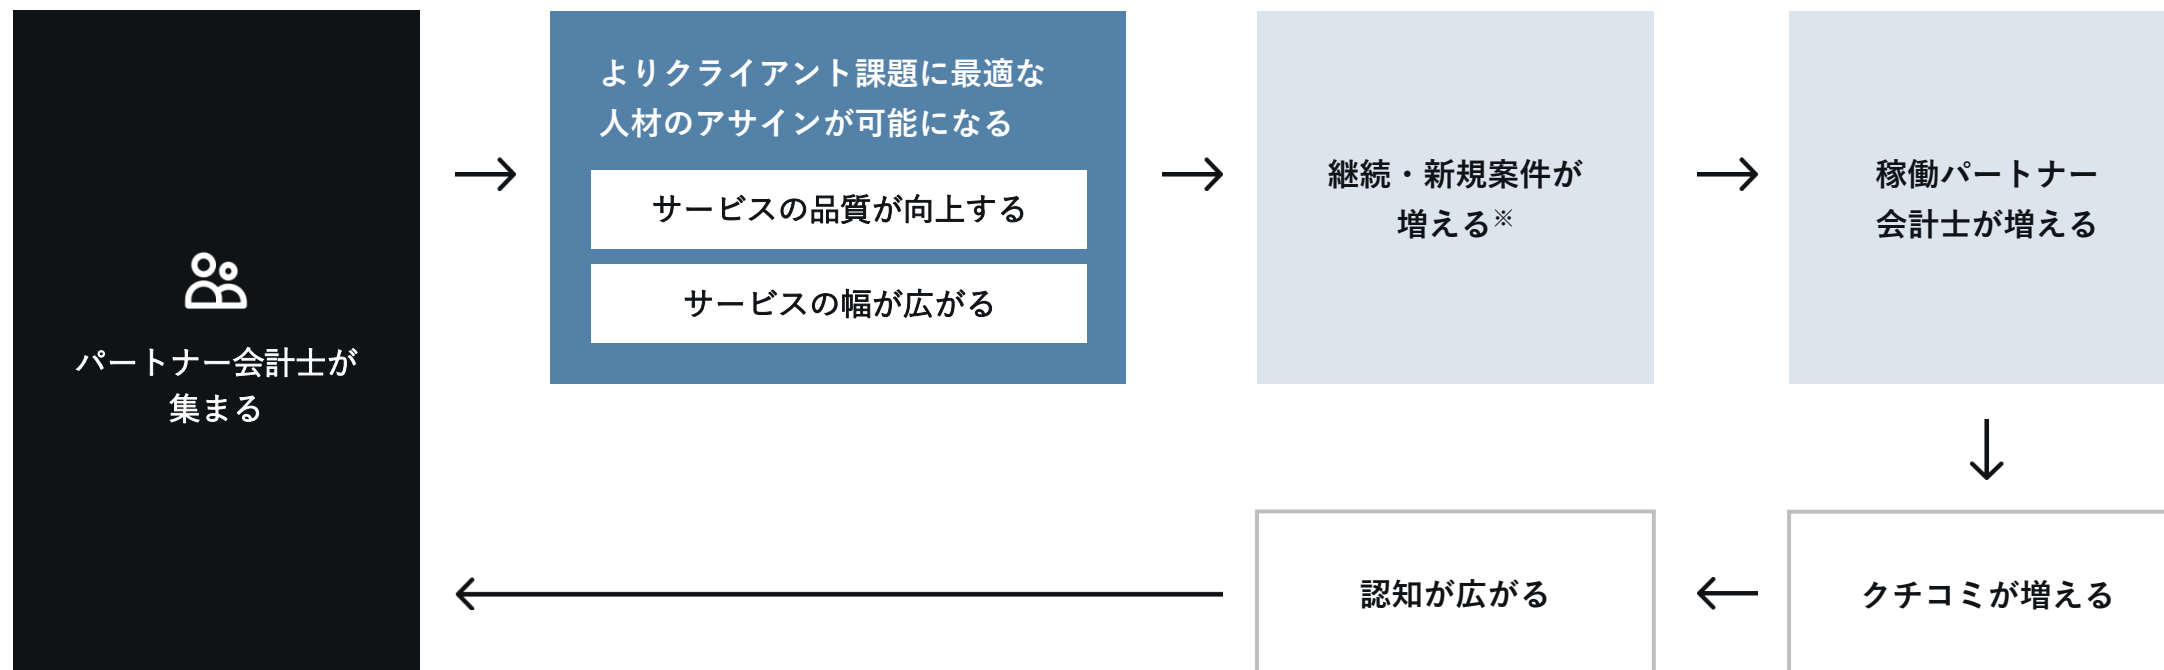 パートナー会計士が
集まる
よりクライアント課題に最適な
人材のアサインが可能になる
サービスの品質が向上する
サービスの幅が広がる
継続・新規案件が
増える※
稼働パートナー
会計士が増える
クチコミが増える
認知が広がる